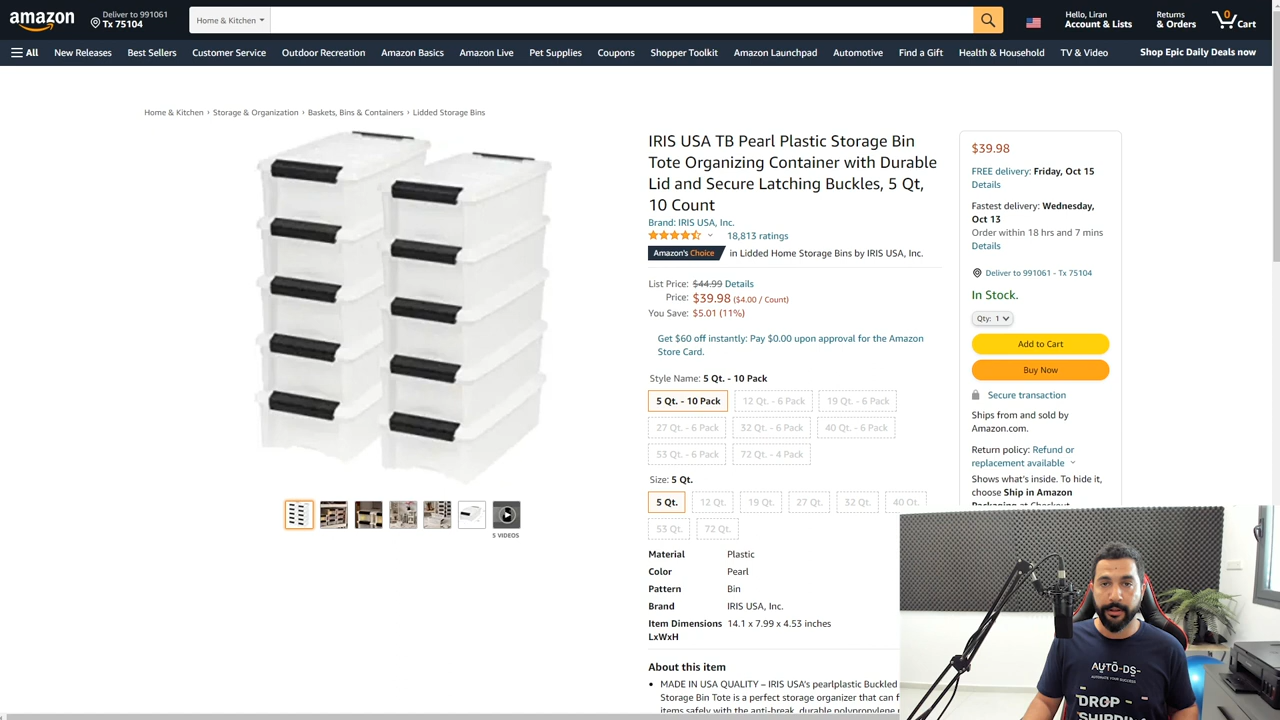 amazon
Deliver to 991061
Tx 75104
Home & Kitchen
Hello, Liran
Account & Lists
Returns
& Orders
0
Cart
All
New Releases
Best Sellers
Customer Service
Outdoor Recreation
Amazon Basics
Amazon Live
Pet Supplies
Coupons
Shopper Toolkit
Amazon Launchpad
Automotive
Find a Gift
Health & Household
TV & Video
Shop Epic Daily Deals now
Home & Kitchen › Storage & Organization › Baskets, Bins & Containers › Lidded Storage Bins
5 VIDEOS
IRIS USA TB Pearl Plastic Storage Bin
Tote Organizing Container with Durable
Lid and Secure Latching Buckles, 5 Qt,
10 Count
Brand: IRIS USA, Inc.
18,813 ratings
Amazon's Choice in Lidded Home Storage Bins by IRIS USA, Inc.
List Price: $44.99 Details
Price: $39.98 ($4.00 / Count)
You Save: $5.01 (11%)
Get $60 off instantly: Pay $0.00 upon approval for the Amazon
Store Card.
Style Name: 5 Qt. - 10 Pack
5 Qt. - 10 Pack
12 Qt. - 6 Pack
19 Qt. - 6 Pack
27 Qt. - 6 Pack
32 Qt. - 6 Pack
40 Qt. - 6 Pack
53 Qt. - 6 Pack
72 Qt. - 4 Pack
Size: 5 Qt.
5 Qt.
12 Qt.
19 Qt.
27 Qt.
32 Qt.
40 Qt.
53 Qt.
72 Qt.
Material Plastic
Color Pearl
Pattern Bin
Brand IRIS USA, Inc.
Item Dimensions 14.1 x 7.99 x 4.53 inches
LxWxH
About this item
MADE IN USA QUALITY – IRIS USA's pearlplastic Buckled
Storage Bin Tote is a perfect storage organizer that can
items safely with the anti-break, durable polypropylene
$39.98
FREE delivery: Friday, Oct 15
Details
Fastest delivery: Wednesday,
Oct 13
Order within 18 hrs and 7 mins
Details
Deliver to 991061 - Tx 75104
In Stock.
Qty: 1
Add to Cart
Buy Now
Secure transaction
Ships from and sold by
Amazon.com.
Return policy: Refund or
replacement available
Shows what's inside. To hide it,
choose Ship in Amazon
Packaging at Checkout
AUTO-DS-
AUTOMATE YOUR SUCCESS
DROP